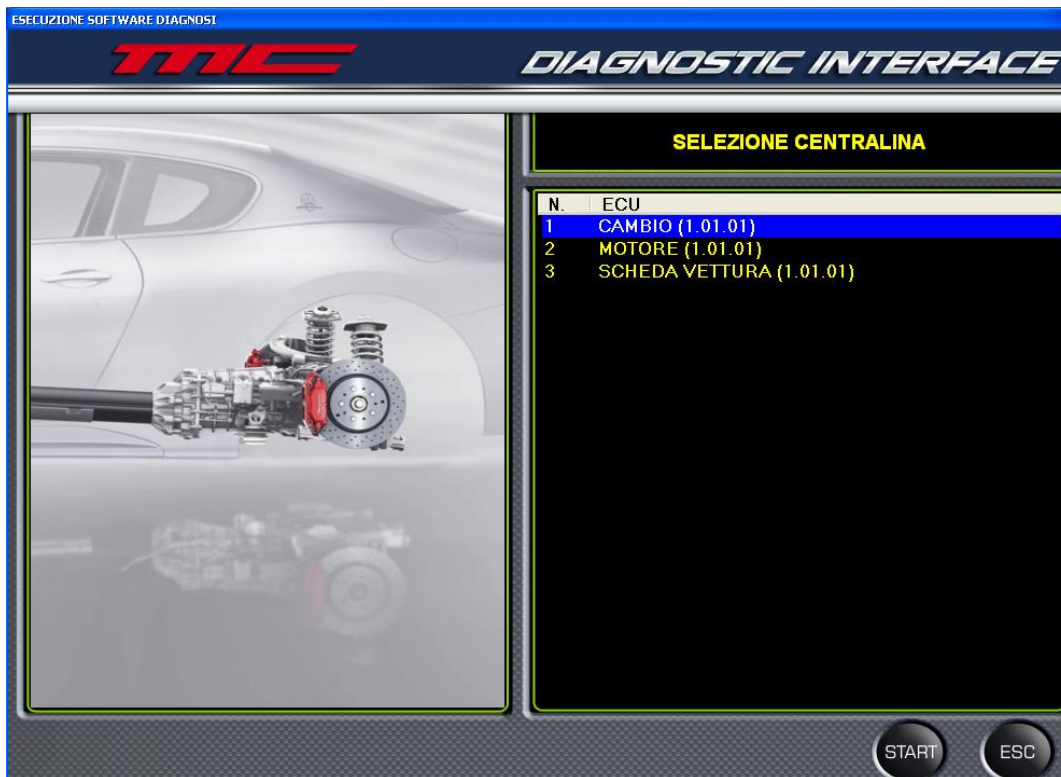 ESECUZIONE SOFTWARE DIAGNOSI
MC
DIAGNOSTIC INTERFACE
SELEZIONE CENTRALINA
N. ECU
1 CAMBIO (1.01.01)
2 MOTORE (1.01.01)
3 SCHEDA VETTURA (1.01.01)
START
ESC